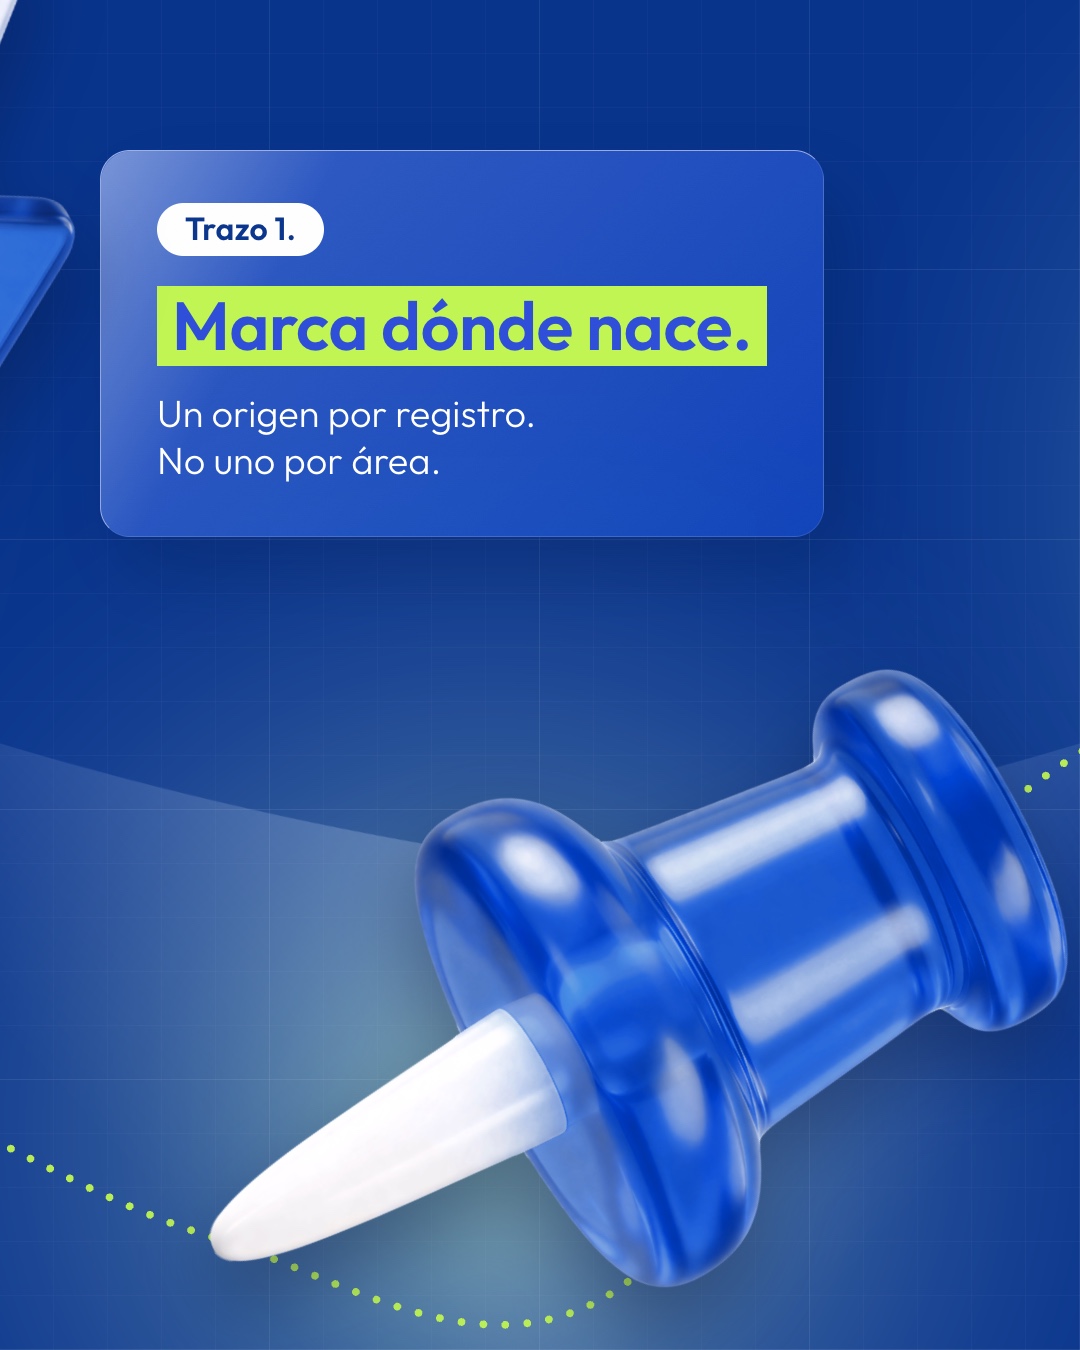 Trazo 1.
Marca dónde nace.
Un origen por registro.
No uno por área.